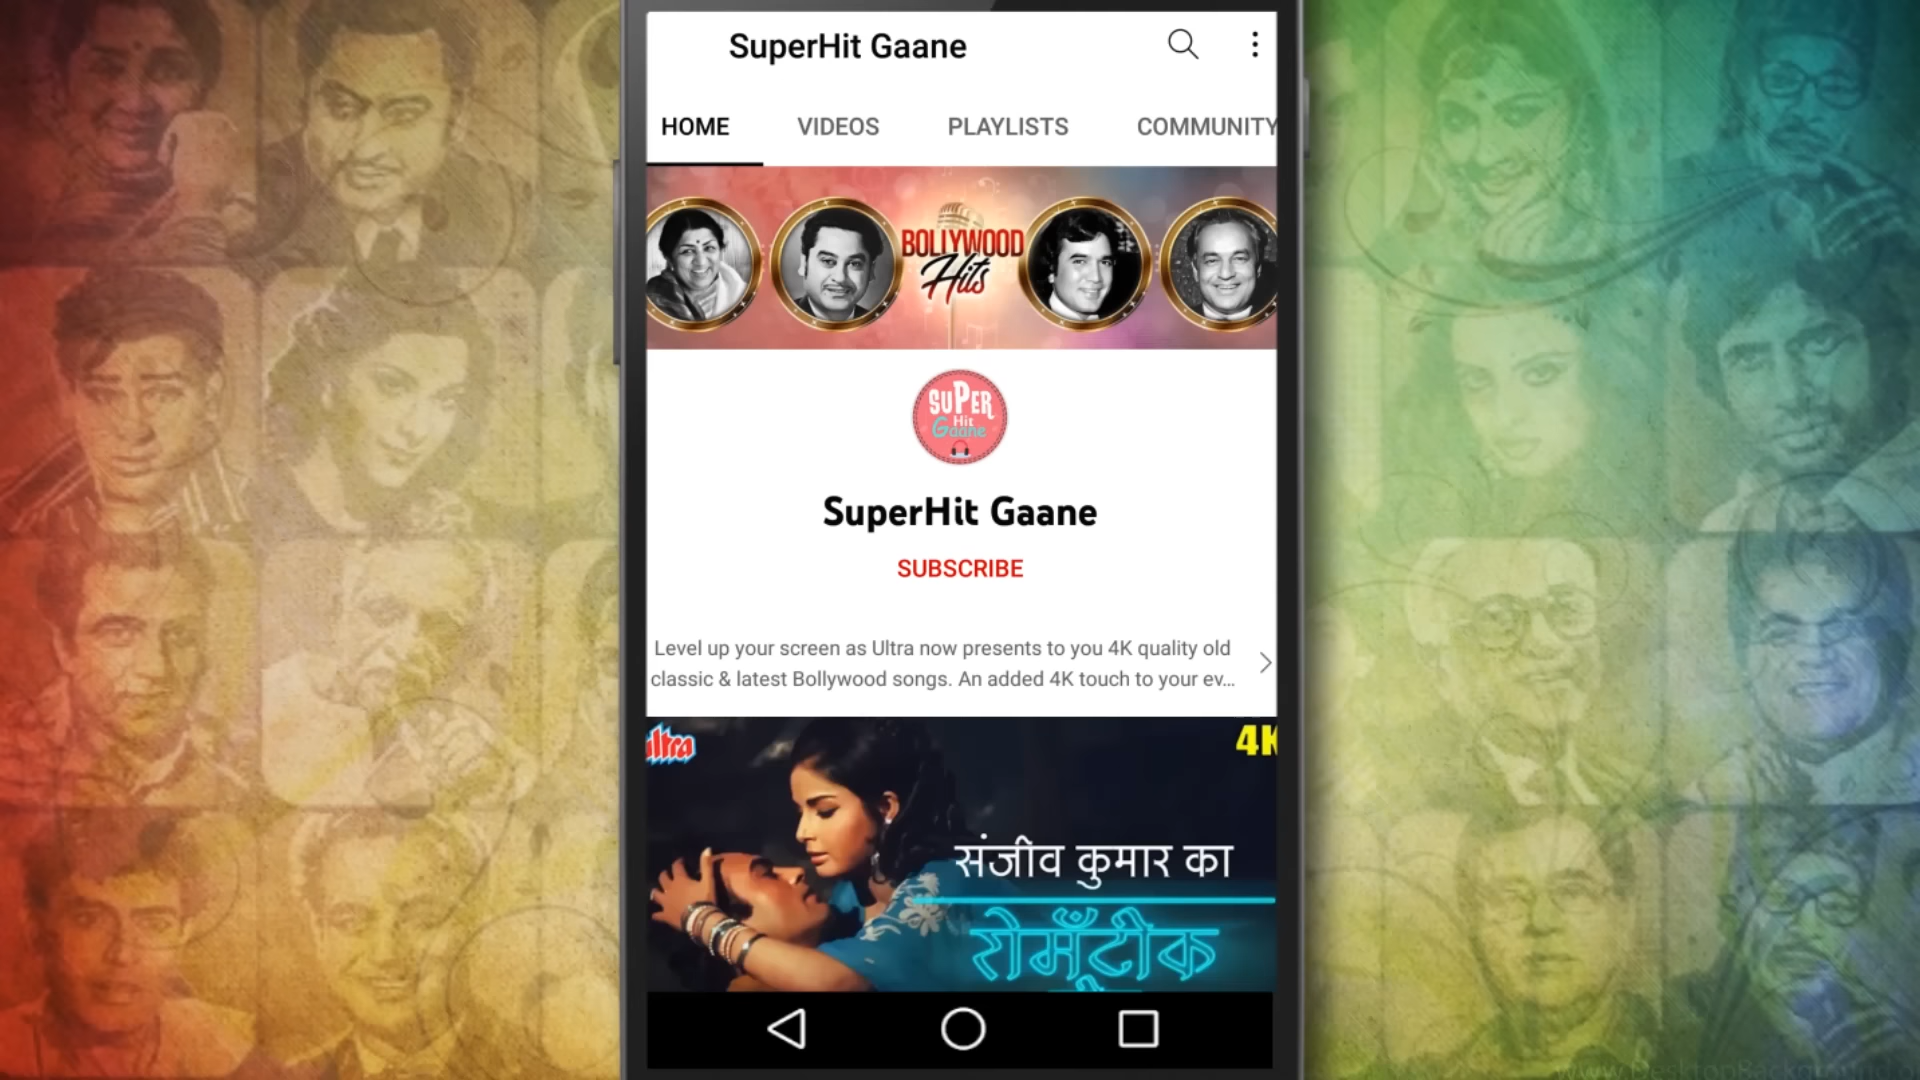 SuperHit Gaane
HOME VIDEOS PLAYLISTS COMMUNITY
BOLLYWOOD
Hits
SUPER
Hit
Gaane
SuperHit Gaane
SUBSCRIBE
Level up your screen as Ultra now presents to you 4K quality old
classic & latest Bollywood songs. An added 4K touch to your ev...
ultra
4K
संजीव कुमार का
रोमँटीक